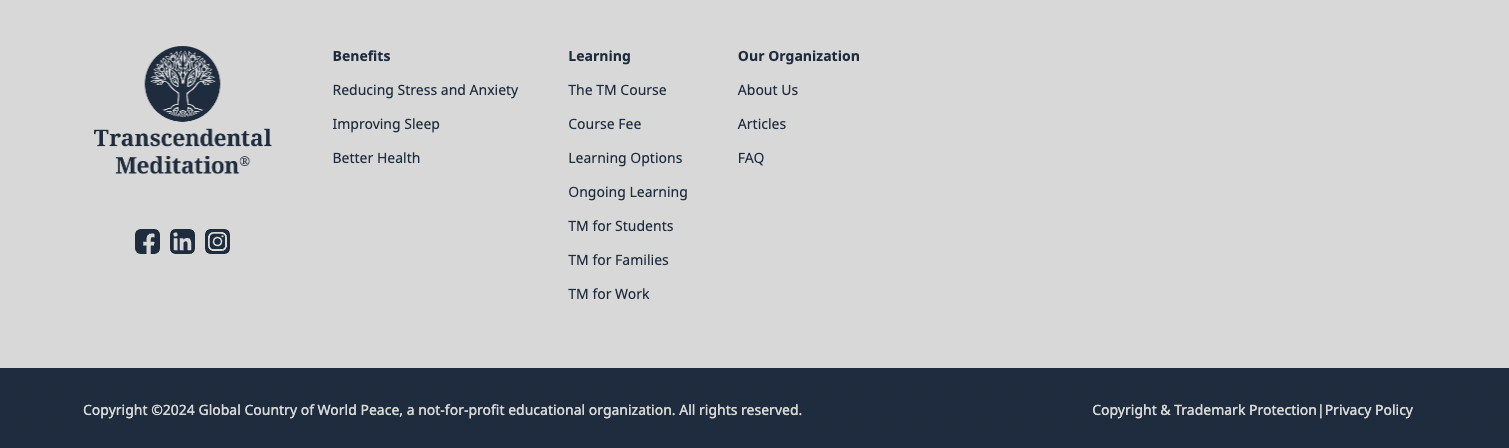 Transcendental
Meditation®
Benefits
Reducing Stress and Anxiety
Improving Sleep
Better Health
Learning
The TM Course
Course Fee
Learning Options
Ongoing Learning
TM for Students
TM for Families
TM for Work
Our Organization
About Us
Articles
FAQ
Copyright ©2024 Global Country of World Peace, a not-for-profit educational organization. All rights reserved.
Copyright & Trademark Protection|Privacy Policy